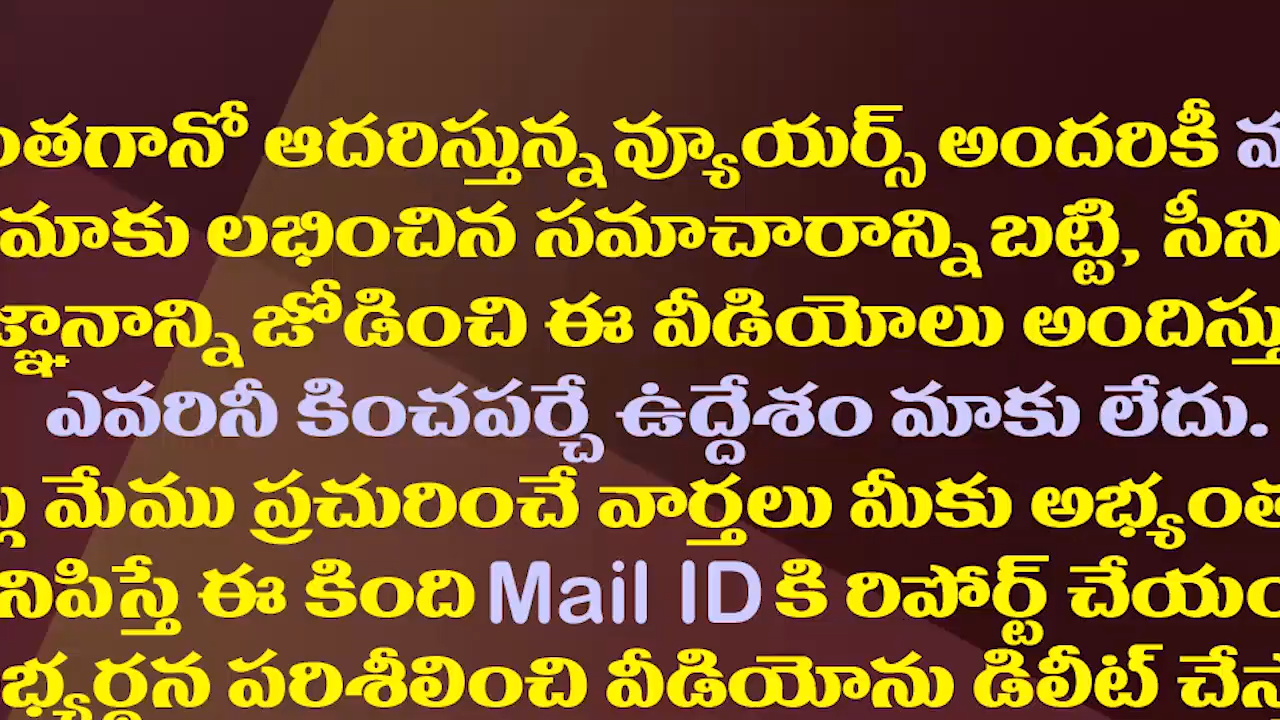 ంతగానో ఆదరిస్తున్న వ్యూయర్స్ అందరికీ
మాకు లభించిన సమాచారాన్ని బట్టి, సీని
జ్ఞానాన్ని జోడించి ఈ వీడియోలు అందిస్తు
ఎవరినీ కించపర్చే ఉద్దేశం మాకు లేదు.
మేము ప్రచురించే వార్తలు మీకు అభ్యంత
నిపిస్తే ఈ కింది Mail ID కి రిపోర్ట్ చేయం
భ్యర్థన పరిశీలించి వీడియోను డిలీట్ చేస